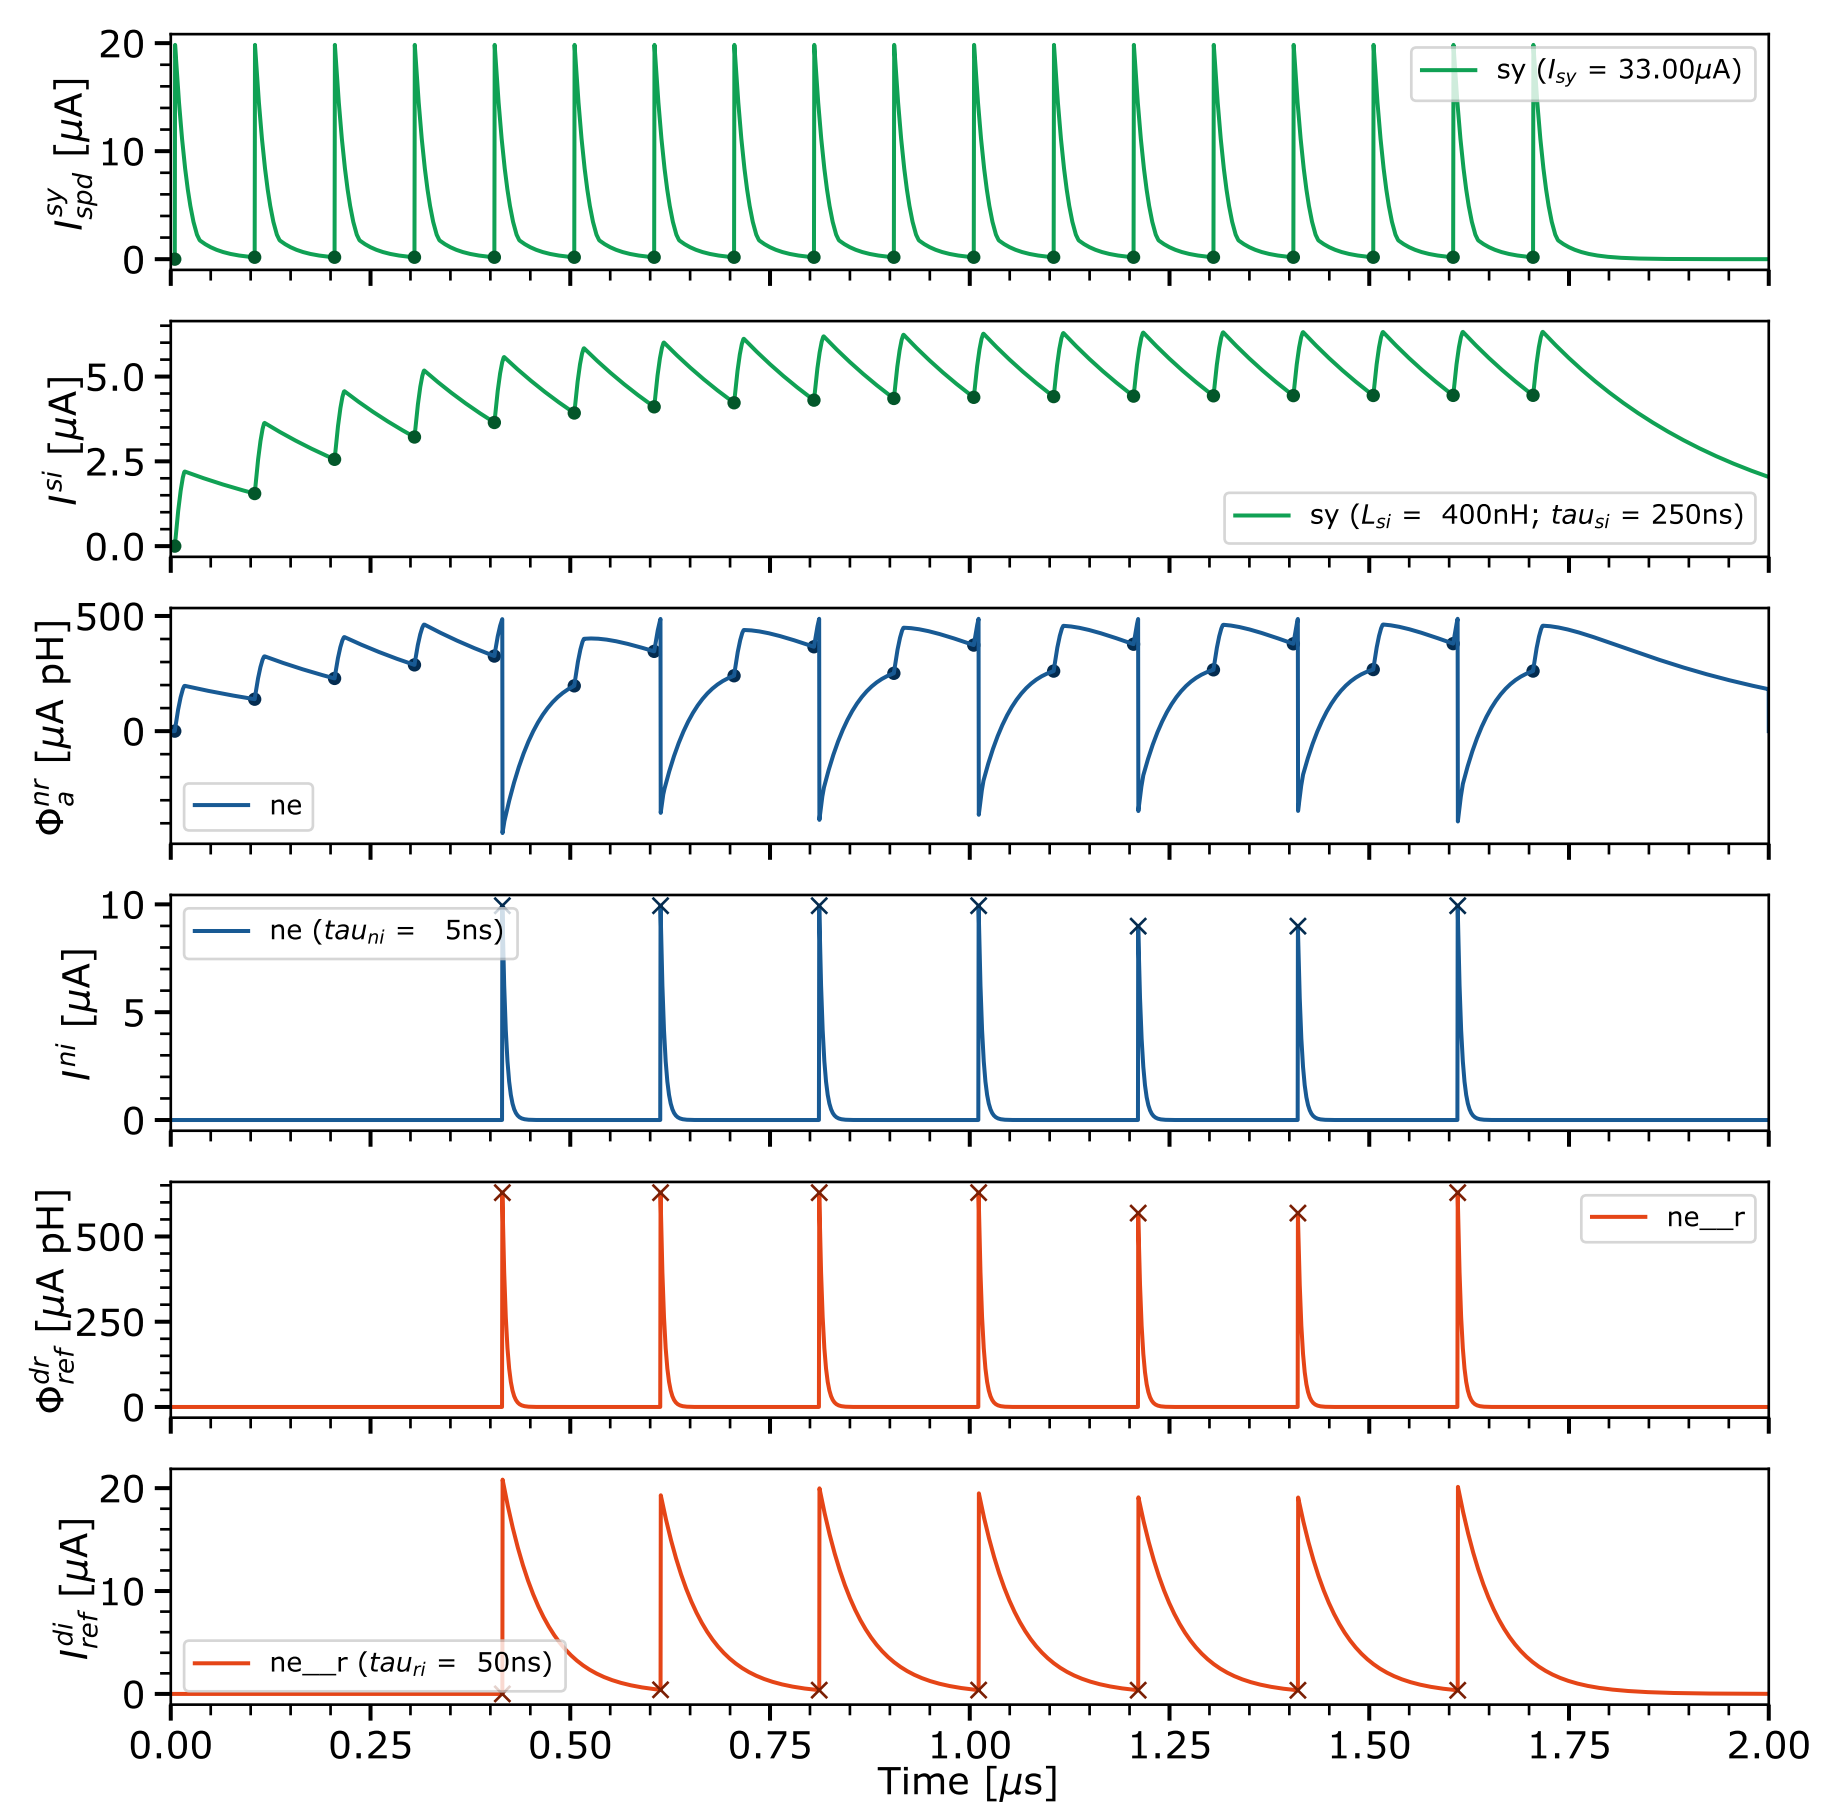 20
10
0
I_{spd}^{sy} [μA]
sy (I_{sy} = 33.00μA)
5.0
2.5
0.0
I^{si} [μA]
sy (L_{si} =  400nH; tau_{si} = 250ns)
500
0
Φ_{a}^{nr} [μA pH]
ne
10
5
0
I^{ni} [μA]
ne (tau_{ni} =   5ns)
500
250
0
Φ_{ref}^{dr} [μA pH]
ne__r
20
10
0
I_{ref}^{di} [μA]
ne__r (tau_{ri} =  50ns)
0.00 0.25 0.50 0.75 1.00 1.25 1.50 1.75 2.00
Time [μs]